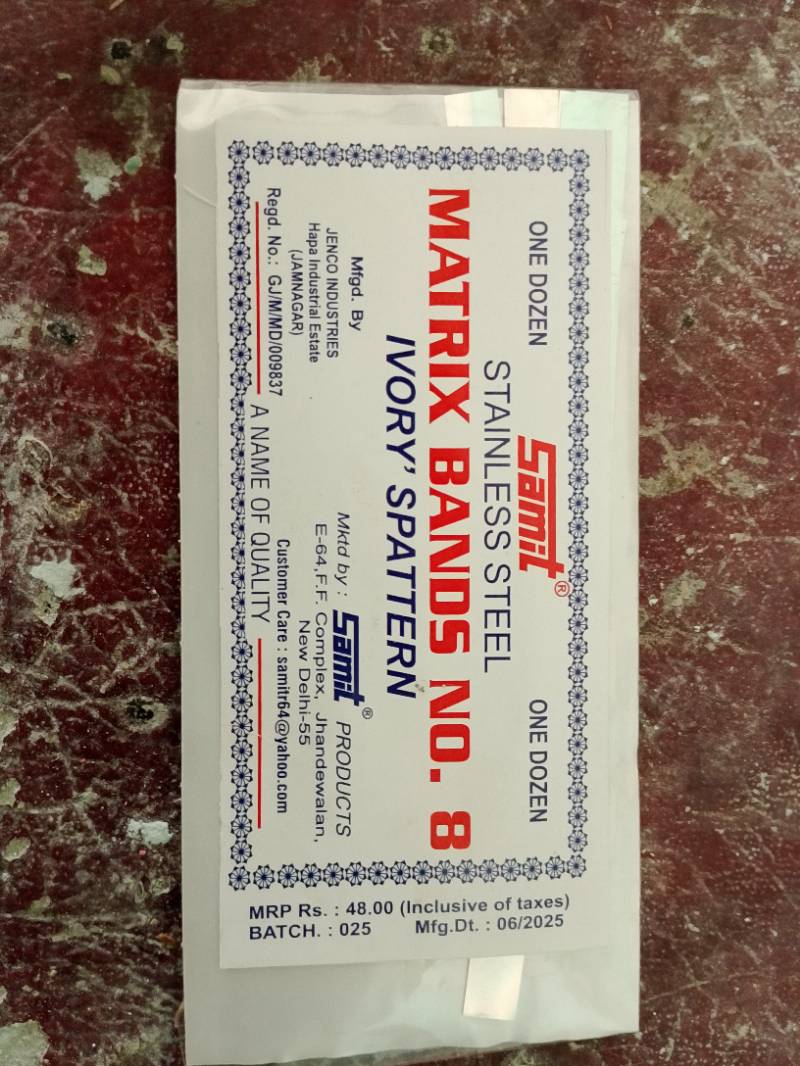 ONE DOZEN
Samit®
ONE DOZEN
STAINLESS STEEL
MATRIX BANDS NO. 8
IVORY' SPATTERN
Mfgd. By
JENCO INDUSTRIES
Hapa Industrial Estate
(JAMNAGAR)
Regd. No.: GJ/M/MD/009837
Mktd by : Samit® PRODUCTS
E-64,F.F. Complex, Jhandewalan,
New Delhi-55
Customer Care : samitr64@yahoo.com
A NAME OF QUALITY
MRP Rs. : 48.00 (Inclusive of taxes)
BATCH. : 025 Mfg.Dt. : 06/2025